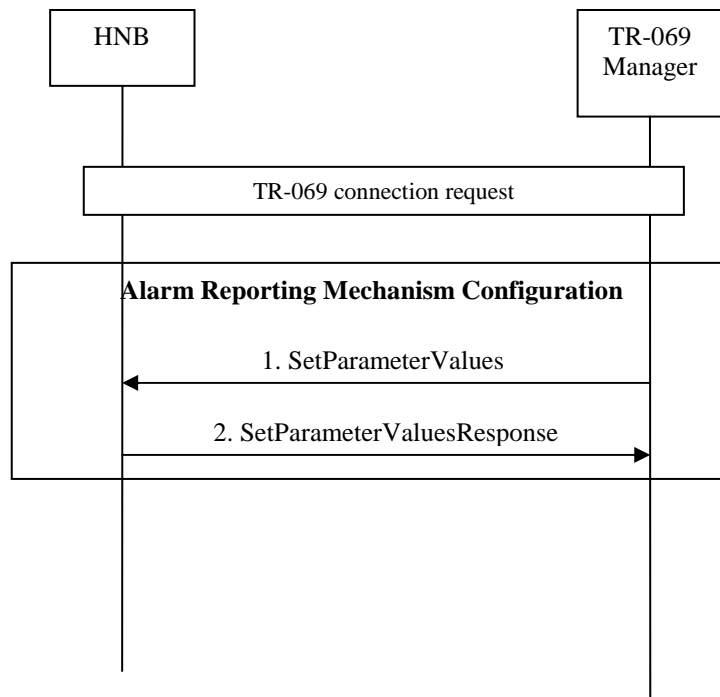 HNB
TR-069
Manager
TR-069 connection request
Alarm Reporting Mechanism Configuration
1. SetParameterValues
2. SetParameterValuesResponse